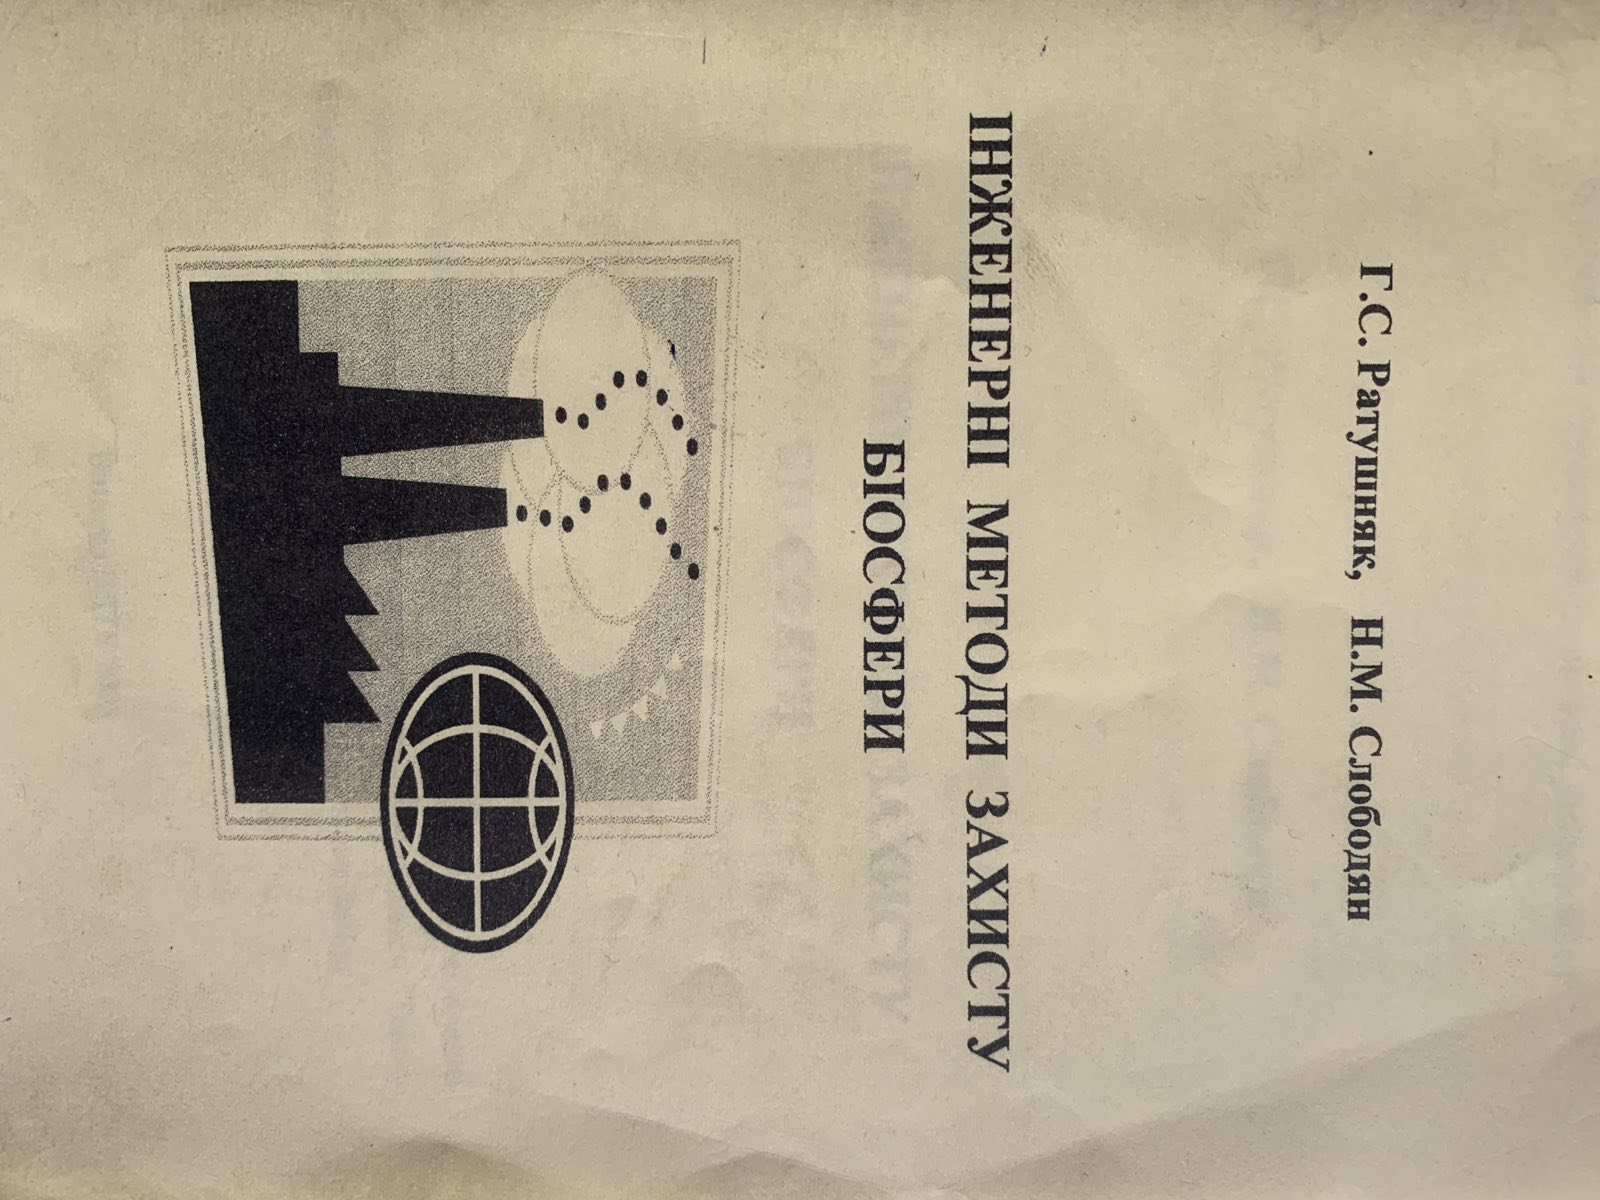 Г.С. Ратушняк, Н.М. Слободян
ІНЖЕНЕРНІ МЕТОДИ ЗАХИСТУ
БІОСФЕРИ